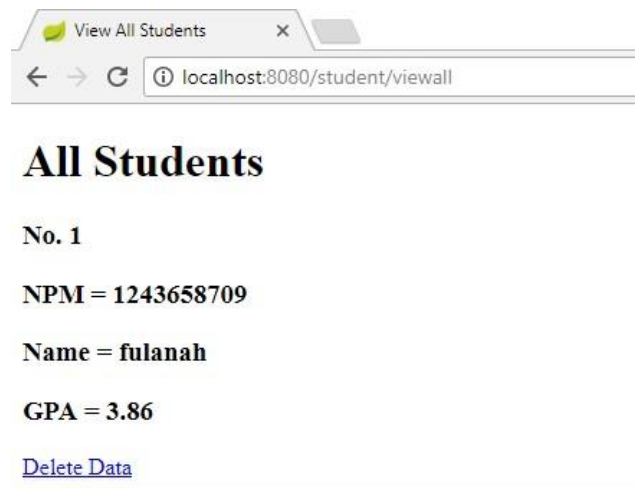 View All Students
localhost:8080/student/viewall
All Students
No. 1
NPM = 1243658709
Name = fulanah
GPA = 3.86
Delete Data